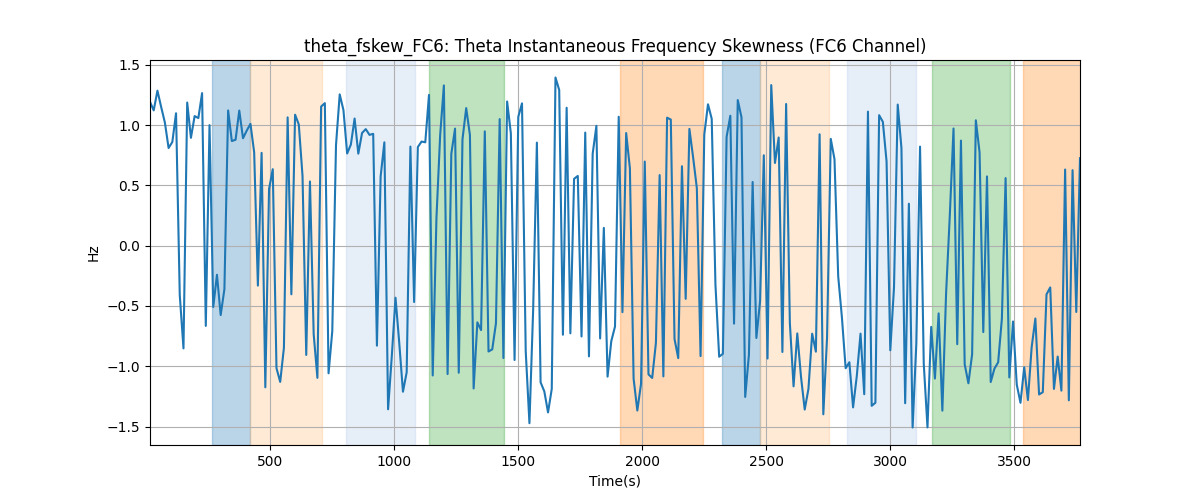 theta_fskew_FC6: Theta Instantaneous Frequency Skewness (FC6 Channel)
1.5
1.0
0.5
0.0
−0.5
−1.0
−1.5
Hz
500 1000 1500 2000 2500 3000 3500
Time(s)